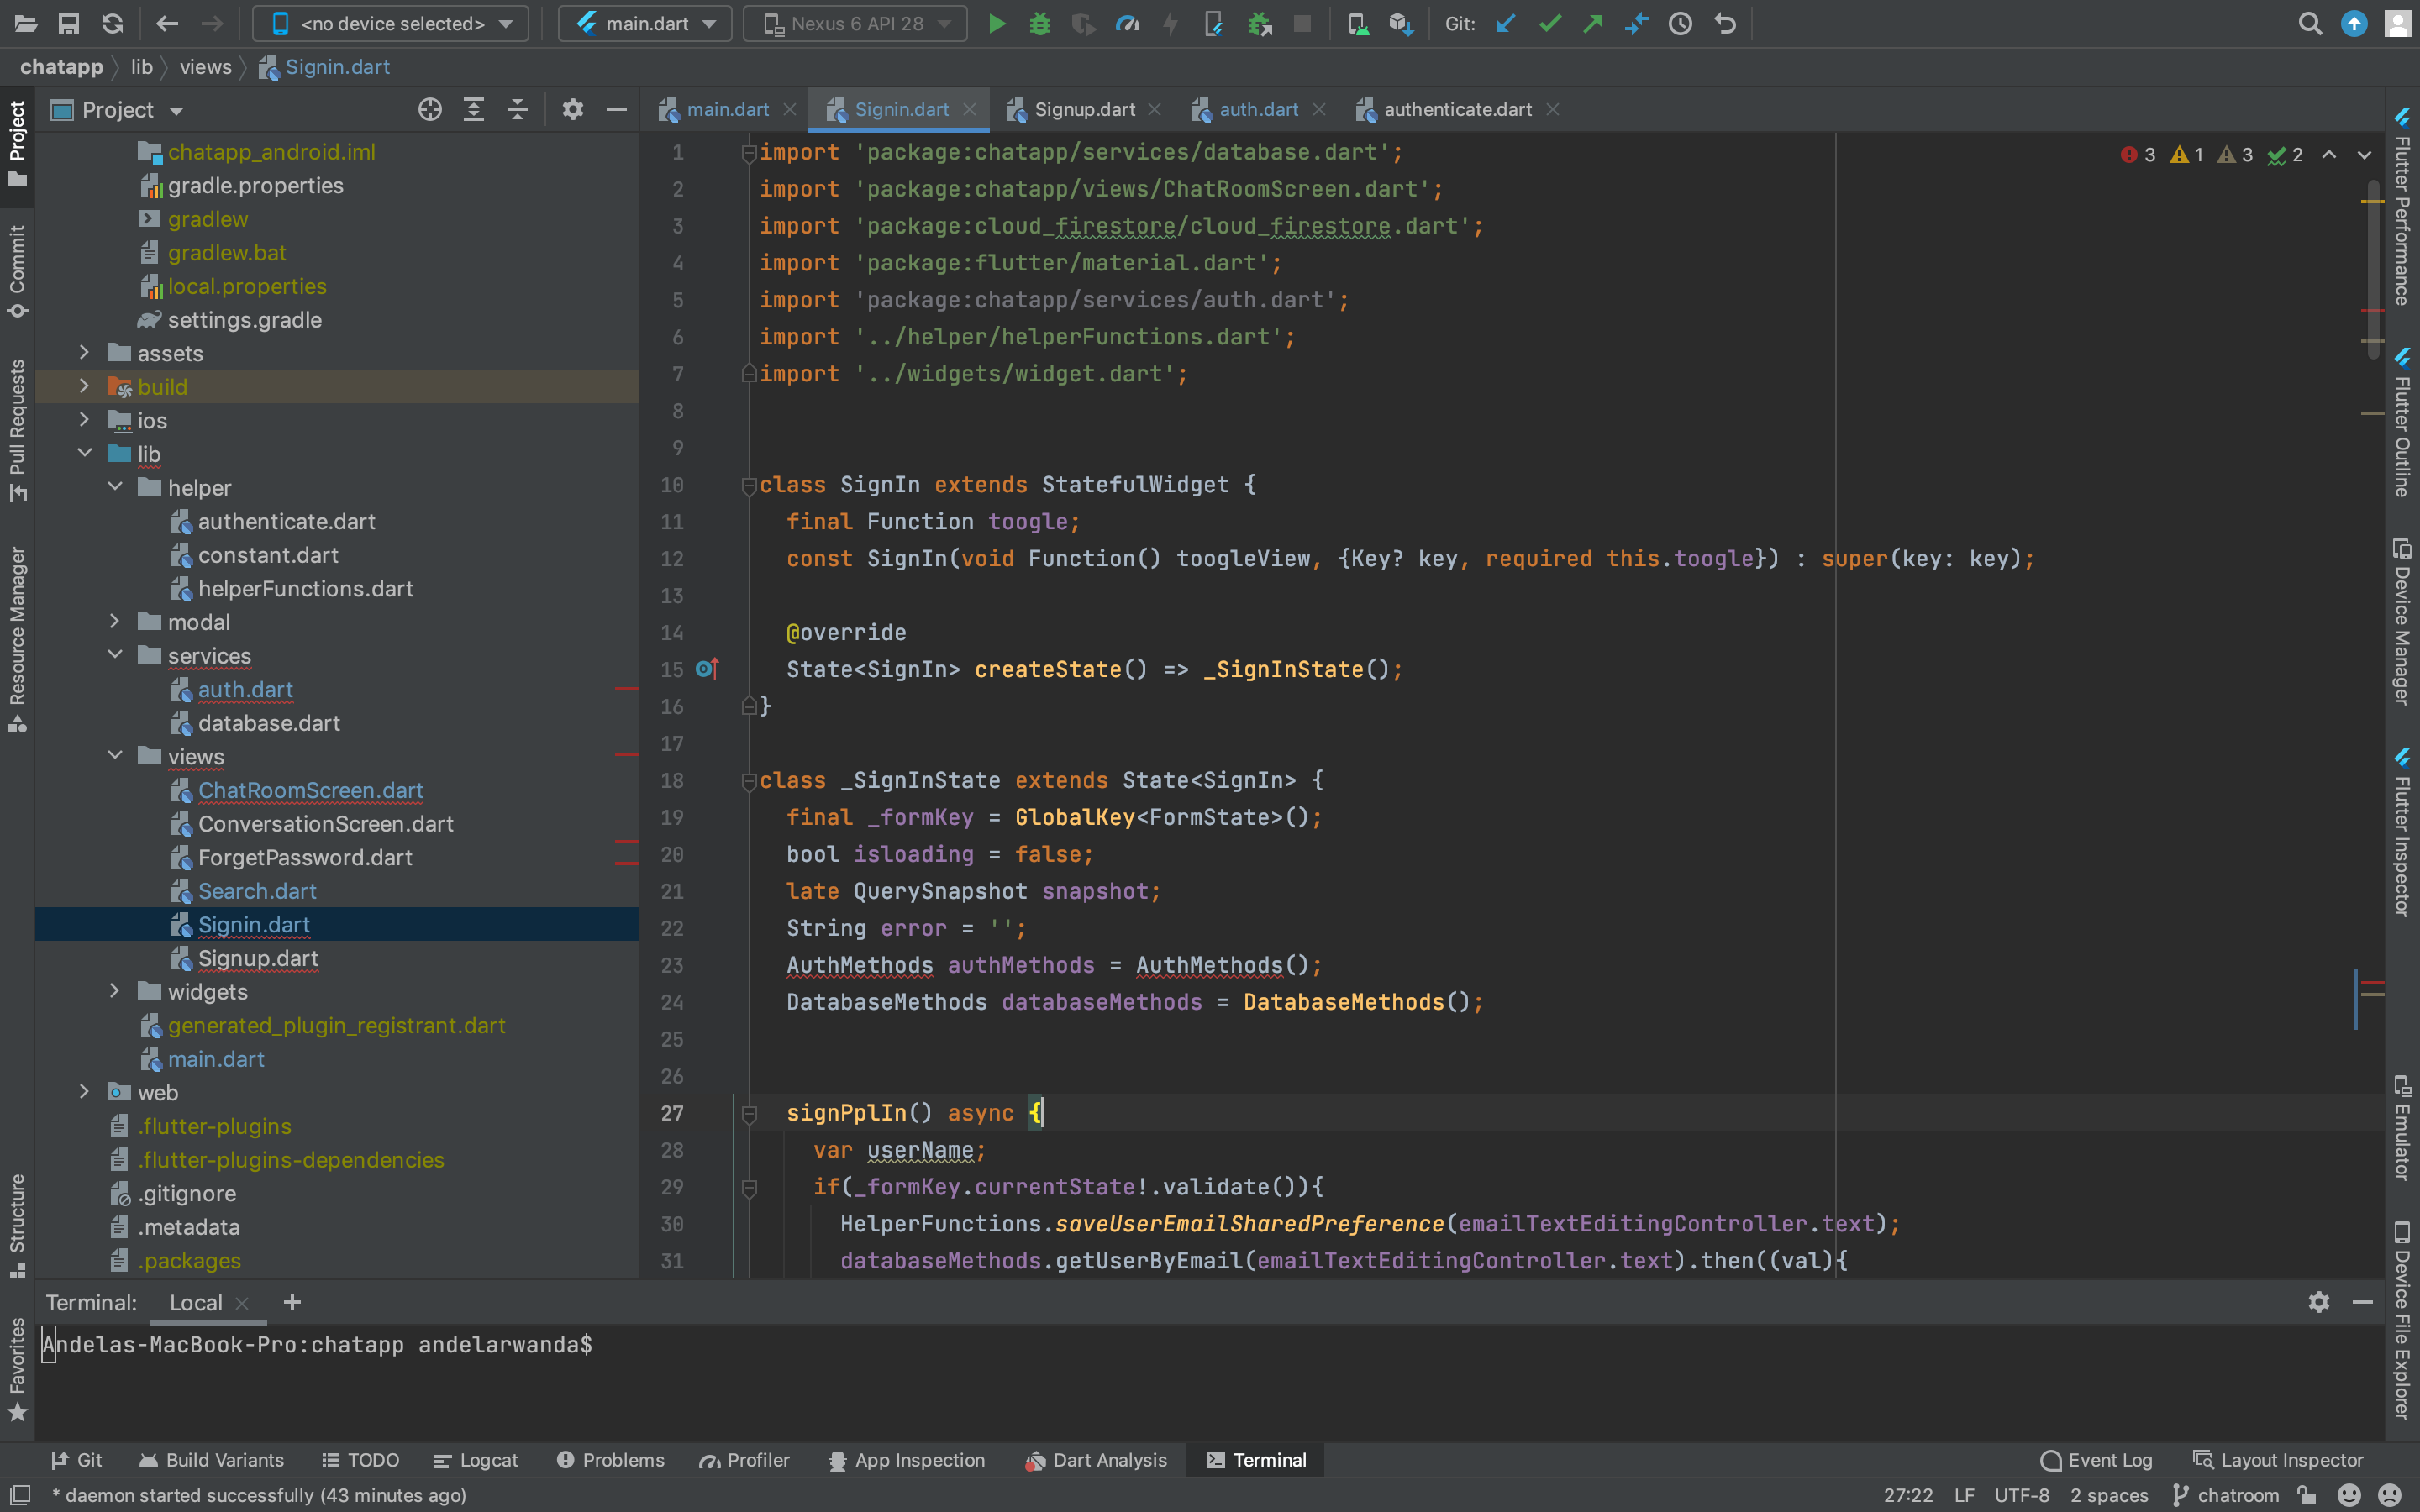 <no device selected>
main.dart
Nexus 6 API 28
Git:
chatapp
lib
views
Signin.dart
Project
main.dart
Signin.dart
Signup.dart
auth.dart
authenticate.dart
Project
Commit
Pull Requests
Resource Manager
Structure
Favorites
chatapp_android.iml
gradle.properties
gradlew
gradlew.bat
local.properties
settings.gradle
assets
build
ios
lib
helper
authenticate.dart
constant.dart
helperFunctions.dart
modal
services
auth.dart
database.dart
views
ChatRoomScreen.dart
ConversationScreen.dart
ForgetPassword.dart
Search.dart
Signin.dart
Signup.dart
widgets
generated_plugin_registrant.dart
main.dart
web
.flutter-plugins
.flutter-plugins-dependencies
.gitignore
.metadata
.packages
3 1 3 2
1 import 'package:chatapp/services/database.dart';
2 import 'package:chatapp/views/ChatRoomScreen.dart';
3 import 'package:cloud_firestore/cloud_firestore.dart';
4 import 'package:flutter/material.dart';
5 import 'package:chatapp/services/auth.dart';
6 import '../helper/helperFunctions.dart';
7 import '../widgets/widget.dart';
8
9
10 class SignIn extends StatefulWidget {
11 final Function toogle;
12 const SignIn(void Function() toogleView, {Key? key, required this.toogle}) : super(key: key);
13
14 @override
15 State<SignIn> createState() => _SignInState();
16 }
17
18 class _SignInState extends State<SignIn> {
19 final _formKey = GlobalKey<FormState>();
20 bool isloading = false;
21 late QuerySnapshot snapshot;
22 String error = '';
23 AuthMethods authMethods = AuthMethods();
24 DatabaseMethods databaseMethods = DatabaseMethods();
25
26
27 signPplIn() async {
28 var userName;
29 if(_formKey.currentState!.validate()){
30 HelperFunctions.saveUserEmailSharedPreference(emailTextEditingController.text);
31 databaseMethods.getUserByEmail(emailTextEditingController.text).then((val){
Flutter Performance
Flutter Outline
Device Manager
Flutter Inspector
Emulator
Device File Explorer
Terminal:
Local
Andelas-MacBook-Pro:chatapp andelarwanda$
Git
Build Variants
TODO
Logcat
Problems
Profiler
App Inspection
Dart Analysis
Terminal
Event Log
Layout Inspector
* daemon started successfully (43 minutes ago)
27:22
LF
UTF-8
2 spaces
chatroom